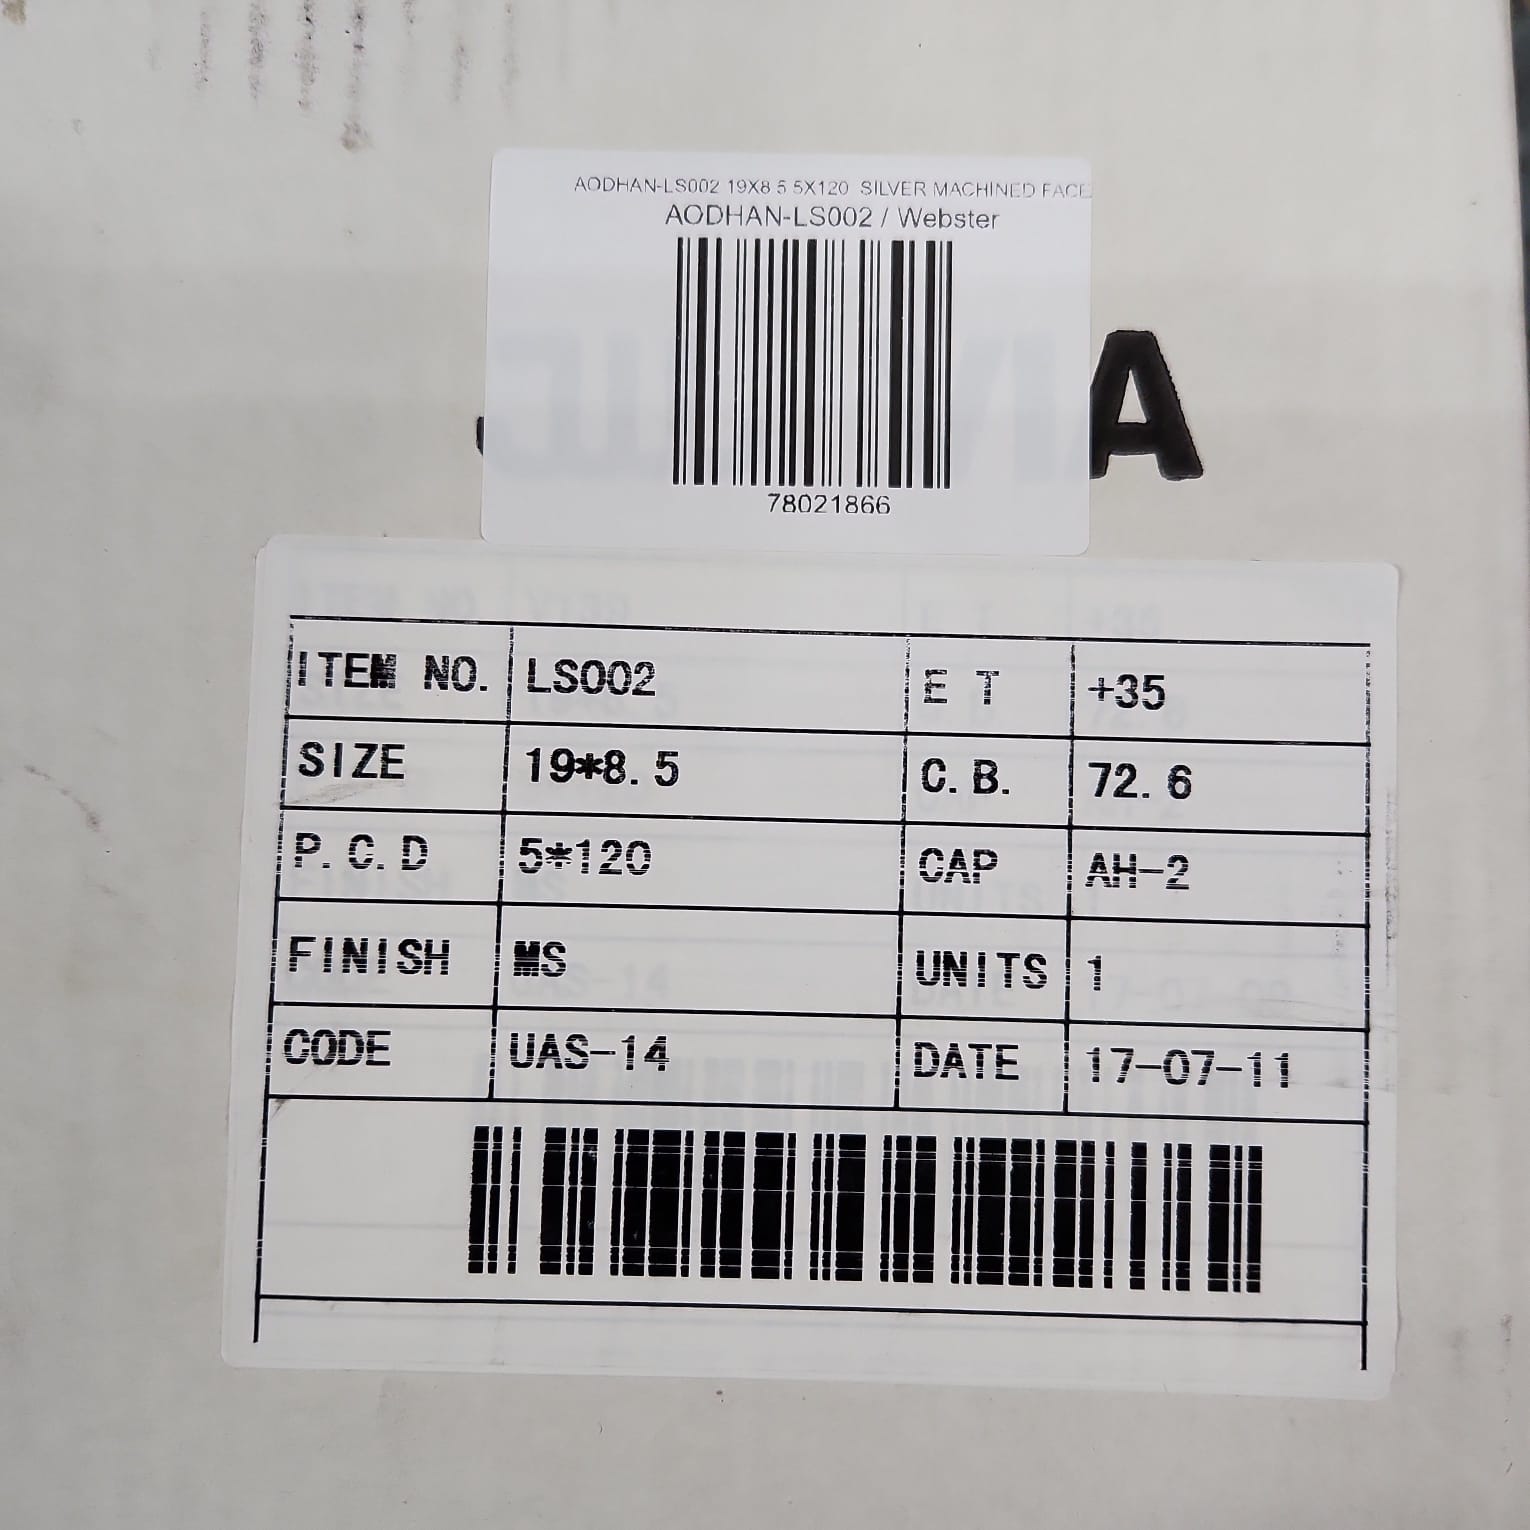 AODHAN-LS002 19X8.5 5X120 SILVER MACHINED FACE
AODHAN-LS002 / Webster
78021866
A
ITEM NO. LS002 E T +35
SIZE 19*8.5 C.B. 72.6
P.C.D 5*120 CAP AH-2
FINISH MS UNITS 1
CODE UAS-14 DATE 17-07-11